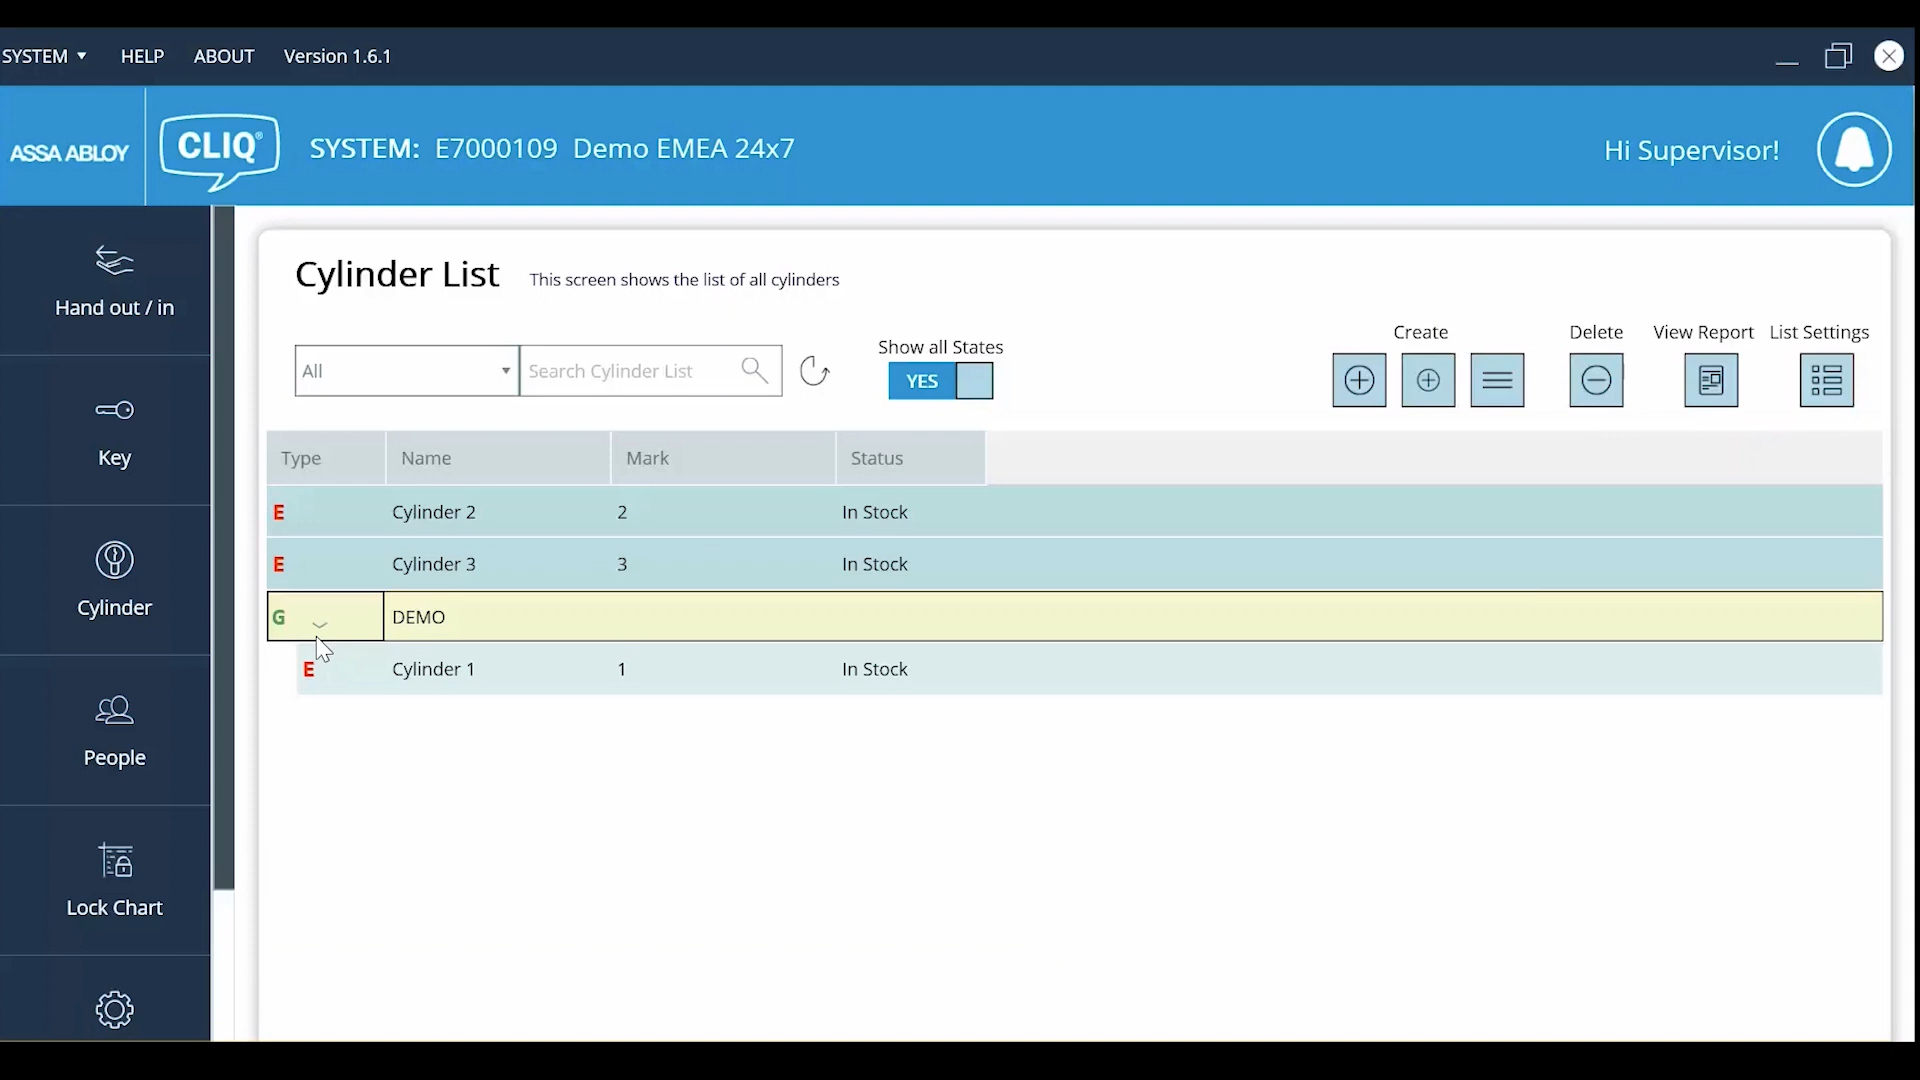 SYSTEM HELP ABOUT Version 1.6.1
ASSA ABLOY CLIQ® SYSTEM: E7000109 Demo EMEA 24x7 Hi Supervisor!
Hand out / in
Key
Cylinder
People
Lock Chart
Cylinder List This screen shows the list of all cylinders
All Search Cylinder List
Show all States
YES
Create Delete View Report List Settings
Type Name Mark Status
E Cylinder 2 2 In Stock
E Cylinder 3 3 In Stock
G DEMO
E Cylinder 1 1 In Stock